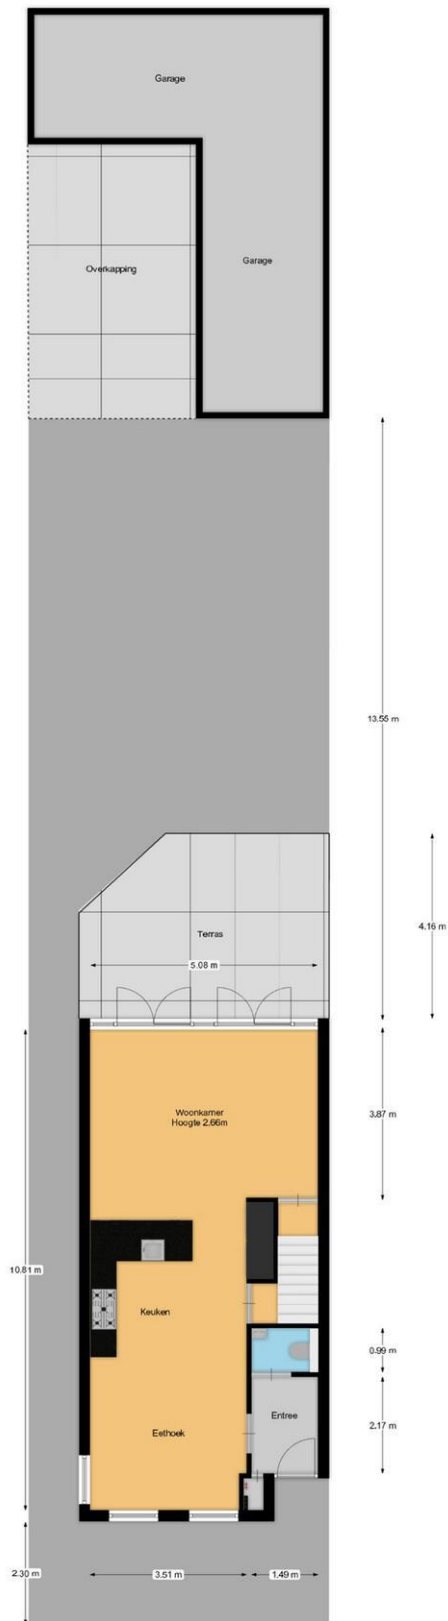 Garage
Garage
Overkapping
13.55 m
4.16 m
Terras
5.08 m
Woonkamer
Hoogte 2.66m
3.87 m
10.81 m
Keuken
0.99 m
Entree
2.17 m
Eethoek
2.30 m
3.51 m
1.49 m